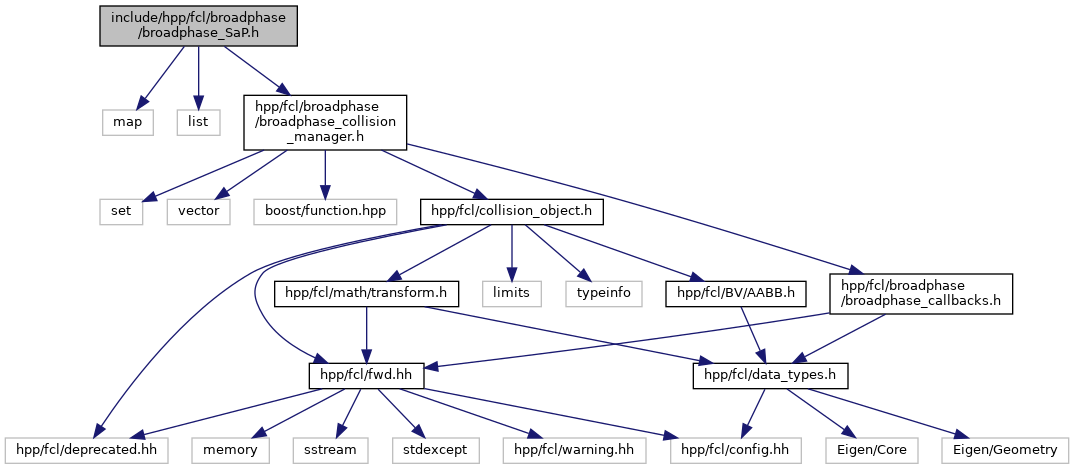 include/hpp/fcl/broadphase
/broadphase_SaP.h
map
list
hpp/fcl/broadphase
/broadphase_collision
_manager.h
set
vector
boost/function.hpp
hpp/fcl/collision_object.h
hpp/fcl/math/transform.h
limits
typeinfo
hpp/fcl/BV/AABB.h
hpp/fcl/broadphase
/broadphase_callbacks.h
hpp/fcl/fwd.hh
hpp/fcl/data_types.h
hpp/fcl/deprecated.hh
memory
sstream
stdexcept
hpp/fcl/warning.hh
hpp/fcl/config.hh
Eigen/Core
Eigen/Geometry